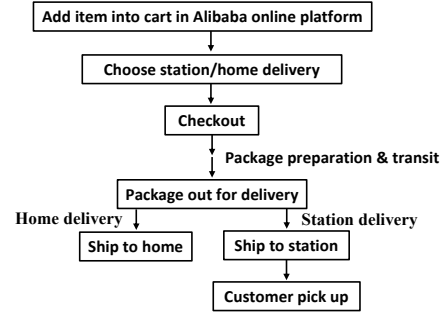 Add item into cart in Alibaba online platform
Choose station/home delivery
Checkout
Package preparation & transit
Package out for delivery
Home delivery
Station delivery
Ship to home
Ship to station
Customer pick up